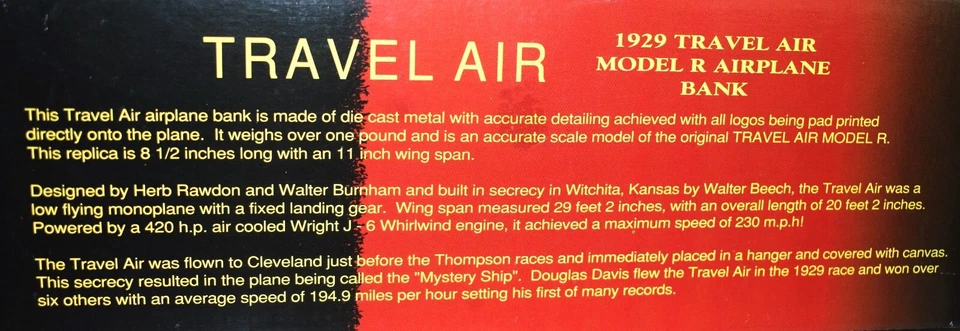 TRAVEL AIR
1929 TRAVEL AIR
MODEL R AIRPLANE
BANK
This Travel Air airplane bank is made of die cast metal with accurate detailing achieved with all logos being pad printed
directly onto the plane. It weighs over one pound and is an accurate scale model of the original TRAVEL AIR MODEL R.
This replica is 8 1/2 inches long with an 11 inch wing span.
Designed by Herb Rawdon and Walter Burnham and built in secrecy in Witchita, Kansas by Walter Beech, the Travel Air was a
low flying monoplane with a fixed landing gear. Wing span measured 29 feet 2 inches, with an overall length of 20 feet 2 inches.
Powered by a 420 h.p. air cooled Wright J - 6 Whirlwind engine, it achieved a maximum speed of 230 m.p.h!
The Travel Air was flown to Cleveland just before the Thompson races and immediately placed in a hanger and covered with canvas.
This secrecy resulted in the plane being called the "Mystery Ship". Douglas Davis flew the Travel Air in the 1929 race and won over
six others with an average speed of 194.9 miles per hour setting his first of many records.